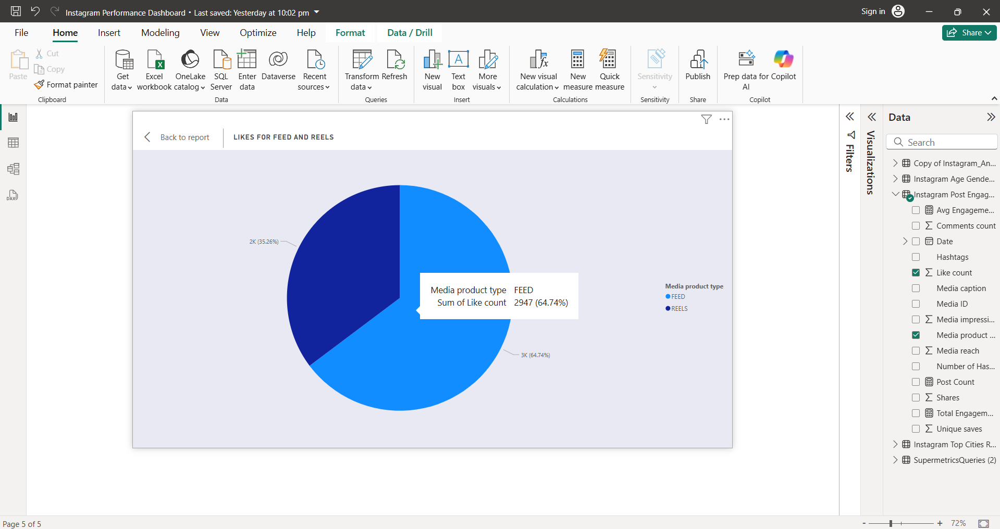 Instagram Performance Dashboard • Last saved: Yesterday at 10:02 pm
Sign in
File
Home
Insert
Modeling
View
Optimize
Help
Format
Data / Drill
Share
Paste
Cut
Copy
Format painter
Clipboard
Get
data
Excel
workbook
OneLake
catalog
SQL
Server
Enter
data
Dataverse
Recent
sources
Data
Transform
data
Refresh
Queries
New
visual
A
Text
box
More
visuals
Insert
New visual
calculation
New
measure
Quick
measure
Calculations
Sensitivity
Sensitivity
Publish
Share
Prep data for
AI
Copilot
Copilot
DAX
Back to report
LIKES FOR FEED AND REELS
2K (35.26%)
Media product type FEED
Sum of Like count 2947 (64.74%)
3K (64.74%)
Media product type
FEED
REELS
Filters
Visualizations
Data
Search
Copy of Instagram_An...
Instagram Age Gende...
Instagram Post Engag...
Avg Engageme...
Comments count
Date
Hashtags
Like count
Media caption
Media ID
Media impressi...
Media product ...
Media reach
Number of Has...
Post Count
Shares
Total Engagem...
Unique saves
Instagram Top Cities R...
SupermetricsQueries (2)
Page 5 of 5
- + 72%